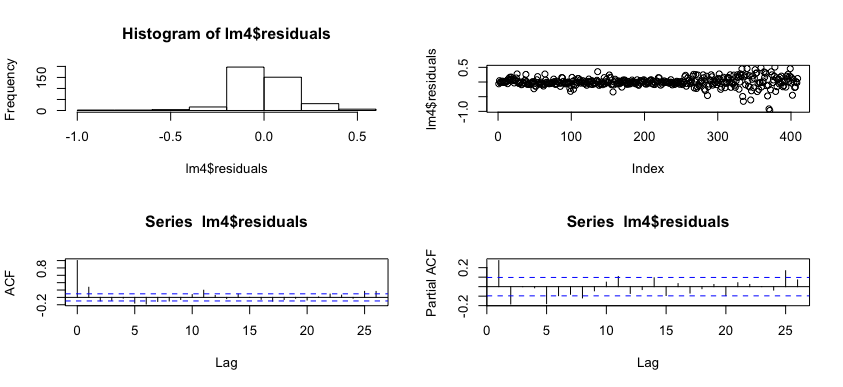 Histogram of lm4$residuals
Frequency
150
0
-1.0 -0.5 0.0 0.5
lm4$residuals
lm4$residuals
0.5
-1.0
0 100 200 300 400
Index
Series lm4$residuals
ACF
0.8
-0.2
0 5 10 15 20 25
Lag
Series lm4$residuals
Partial ACF
0.2
-0.2
0 5 10 15 20 25
Lag